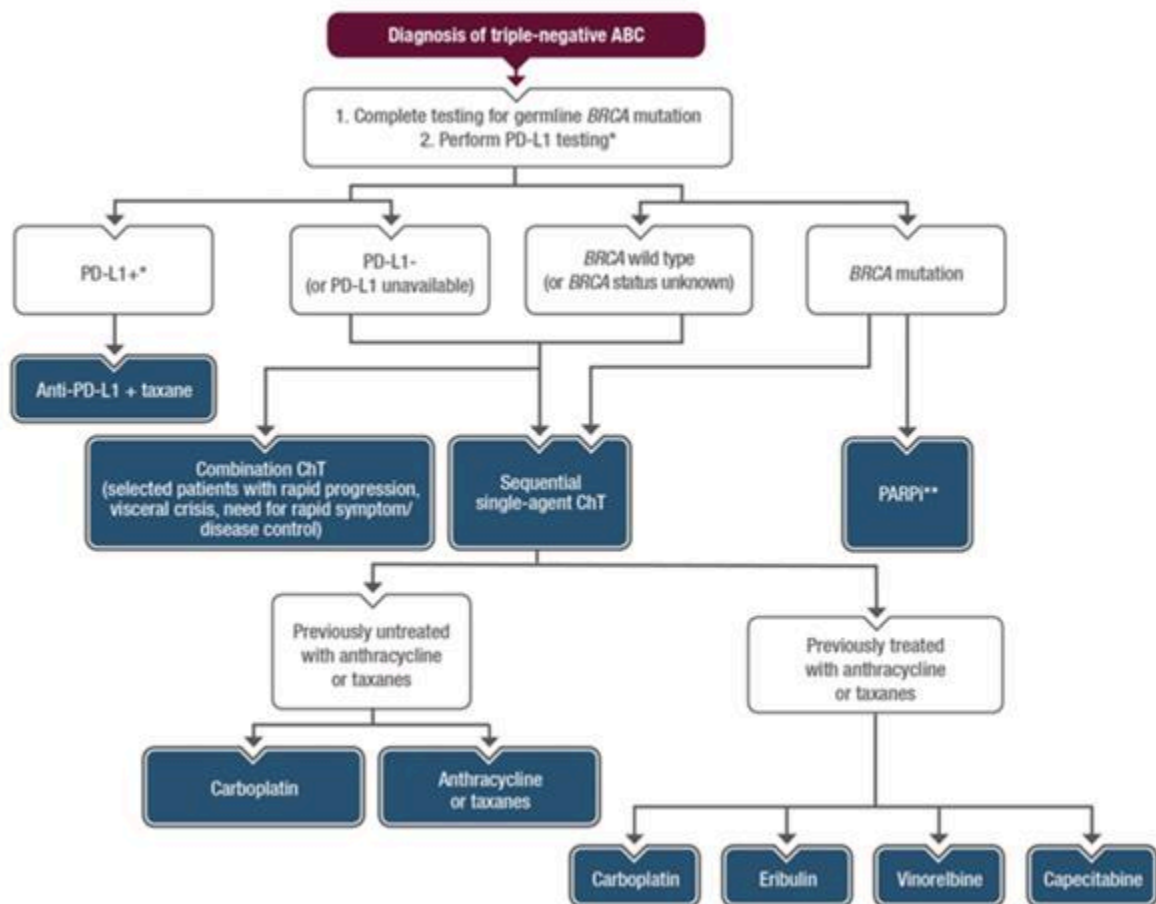 Diagnosis of triple-negative ABC
1. Complete testing for germline BRCA mutation
2. Perform PD-L1 testing*
PD-L1+*
PD-L1-
(or PD-L1 unavailable)
BRCA wild type
(or BRCA status unknown)
BRCA mutation
Anti-PD-L1 + taxane
Combination ChT
(selected patients with rapid progression,
visceral crisis, need for rapid symptom/
disease control)
Sequential
single-agent ChT
PARPi**
Previously untreated
with anthracycline
or taxanes
Previously treated
with anthracycline
or taxanes
Carboplatin
Anthracycline
or taxanes
Carboplatin
Eribulin
Vinorelbine
Capecitabine